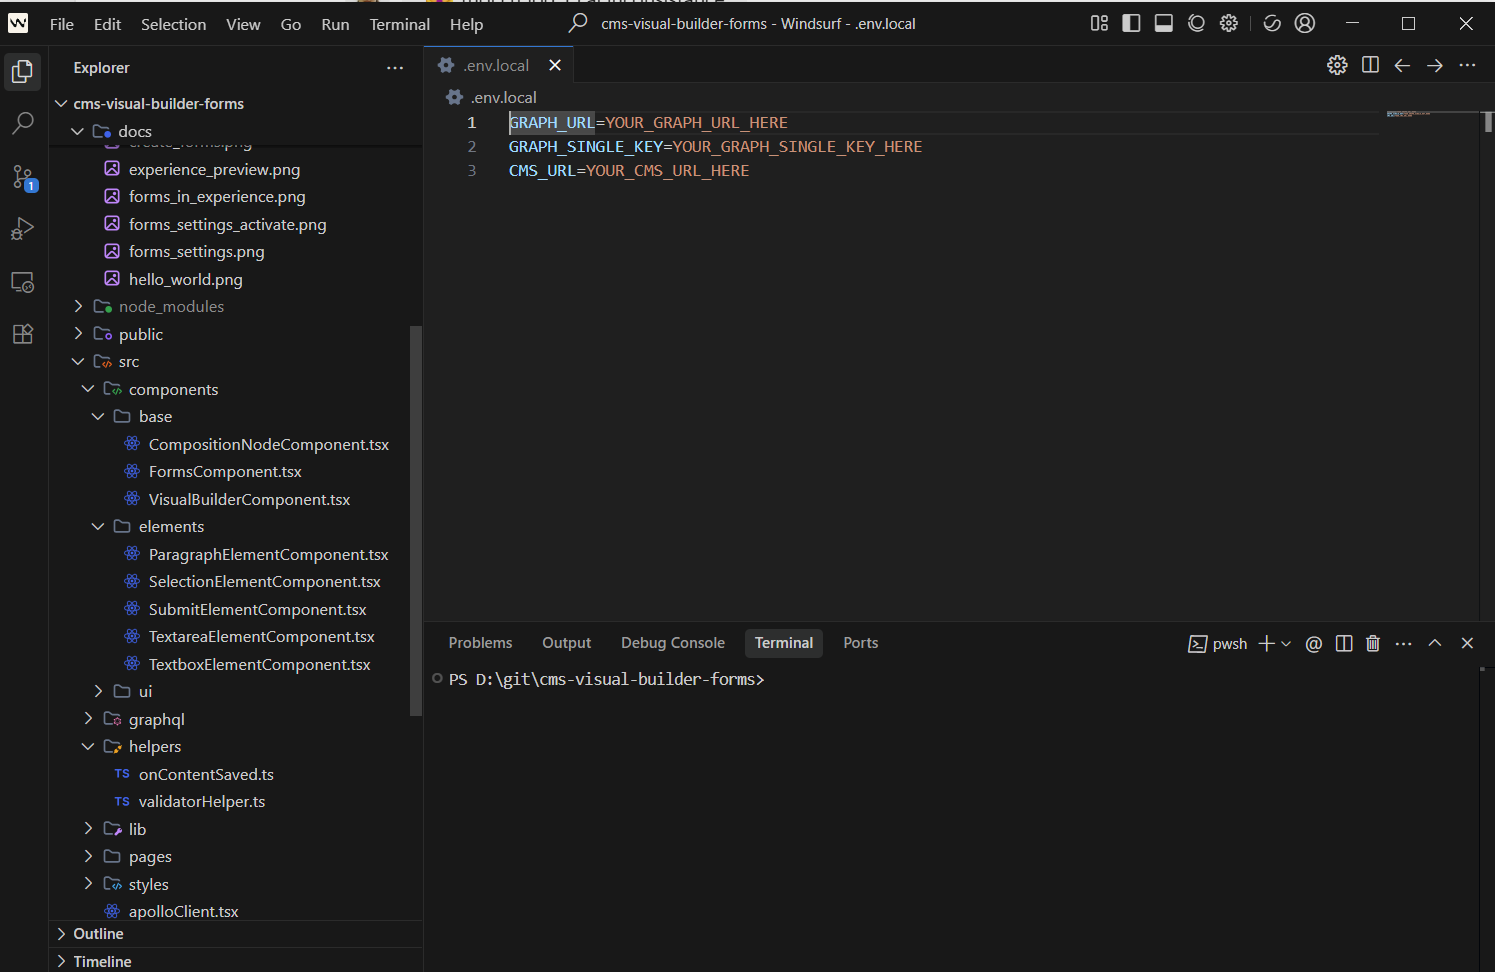 File Edit Selection View Go Run Terminal Help
cms-visual-builder-forms - Windsurf - .env.local
Explorer
cms-visual-builder-forms
docs
create_forms.png
experience_preview.png
forms_in_experience.png
forms_settings_activate.png
forms_settings.png
hello_world.png
node_modules
public
src
components
base
CompositionNodeComponent.tsx
FormsComponent.tsx
VisualBuilderComponent.tsx
elements
ParagraphElementComponent.tsx
SelectionElementComponent.tsx
SubmitElementComponent.tsx
TextareaElementComponent.tsx
TextboxElementComponent.tsx
ui
graphql
helpers
TS onContentSaved.ts
TS validatorHelper.ts
lib
pages
styles
apolloClient.tsx
Outline
Timeline
1
.env.local
.env.local
1 GRAPH_URL=YOUR_GRAPH_URL_HERE
2 GRAPH_SINGLE_KEY=YOUR_GRAPH_SINGLE_KEY_HERE
3 CMS_URL=YOUR_CMS_URL_HERE
Problems Output Debug Console Terminal Ports
pwsh
PS D:\git\cms-visual-builder-forms>